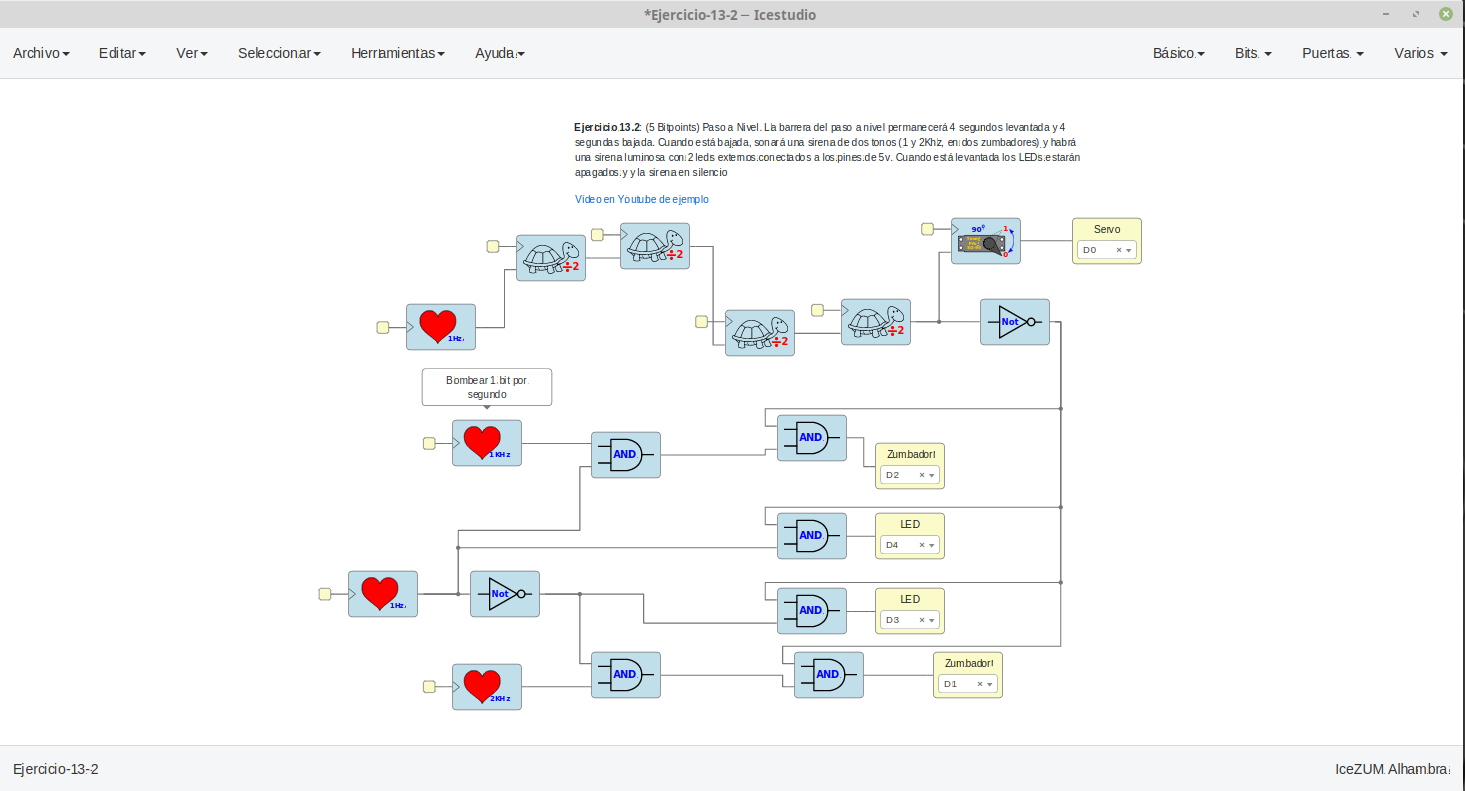 *Ejercicio-13-2 — Icestudio
Archivo Editar Ver Seleccionar Herramientas Ayuda Básico Bits Puertas Varios
Ejercicio 13.2: (5 Bitpoints) Paso a Nivel. La barrera del paso a nivel permanecerá 4 segundos levantada y 4
segundas bajada. Cuando está bajada, sonará una sirena de dos tonos (1 y 2Khz, en dos zumbadores) y habrá
una sirena luminosa con 2 leds externos conectados a los pines de 5v. Cuando está levantada los LEDs estarán
apagados y y la sirena en silencio
Vídeo en Youtube de ejemplo
90º 1
0
Servo
D0
÷2
÷2
1Hz
÷2
÷2
Not
Bombear 1 bit por
segundo
1KHz
AND
AND
Zumbador
D2
AND
LED
D4
1Hz
Not
AND
LED
D3
2KHz
AND
AND
Zumbador
D1
Ejercicio-13-2 IceZUM Alhambra